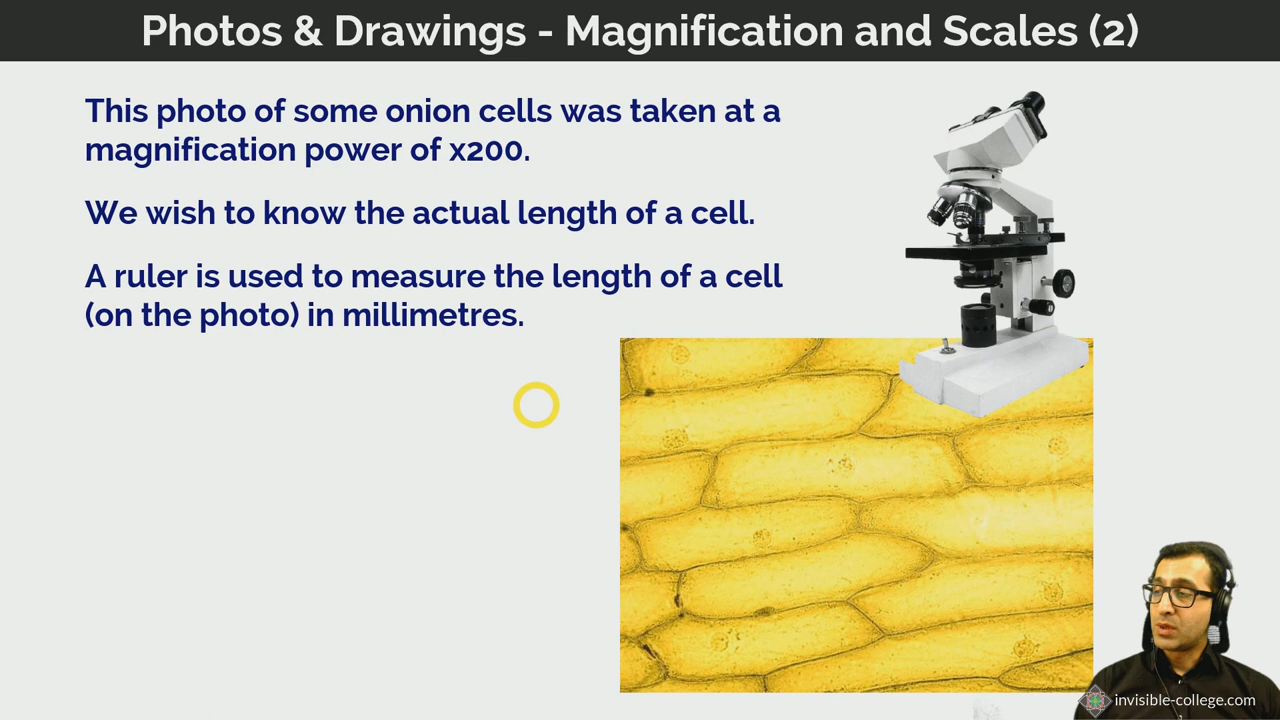 Photos & Drawings - Magnification and Scales (2)
This photo of some onion cells was taken at a
magnification power of x200.
We wish to know the actual length of a cell.
A ruler is used to measure the length of a cell
(on the photo) in millimetres.
invisible-college.com